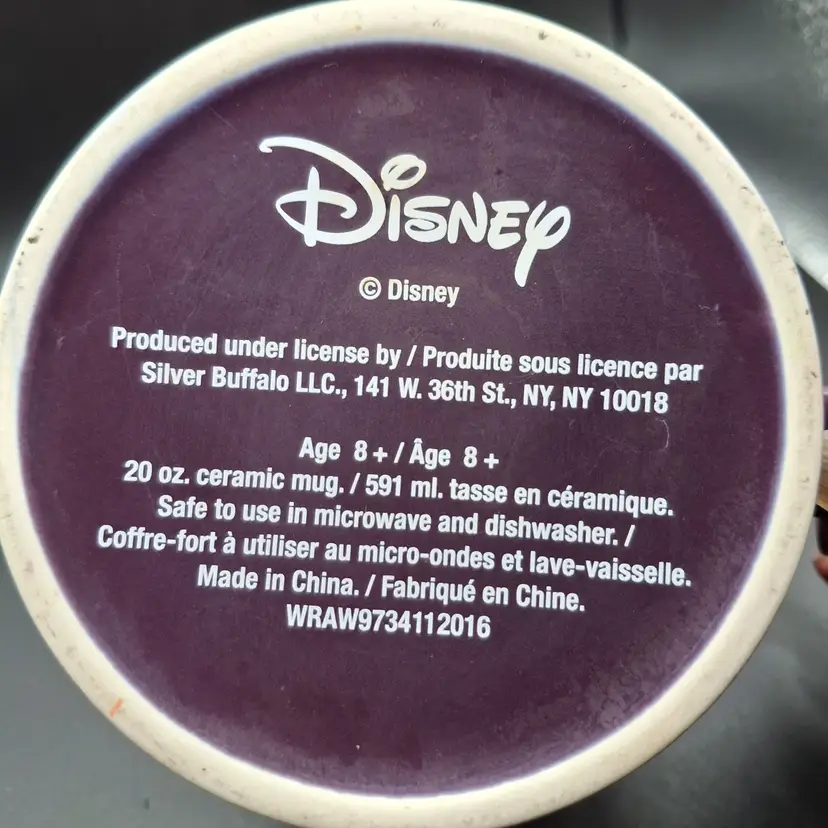 Disney
© Disney
Produced under license by / Produite sous licence par
Silver Buffalo LLC., 141 W. 36th St., NY, NY 10018
Age 8+ / Âge 8+
20 oz. ceramic mug. / 591 ml. tasse en céramique.
Safe to use in microwave and dishwasher. /
Coffre-fort à utiliser au micro-ondes et lave-vaisselle.
Made in China. / Fabriqué en Chine.
WRAW9734112016